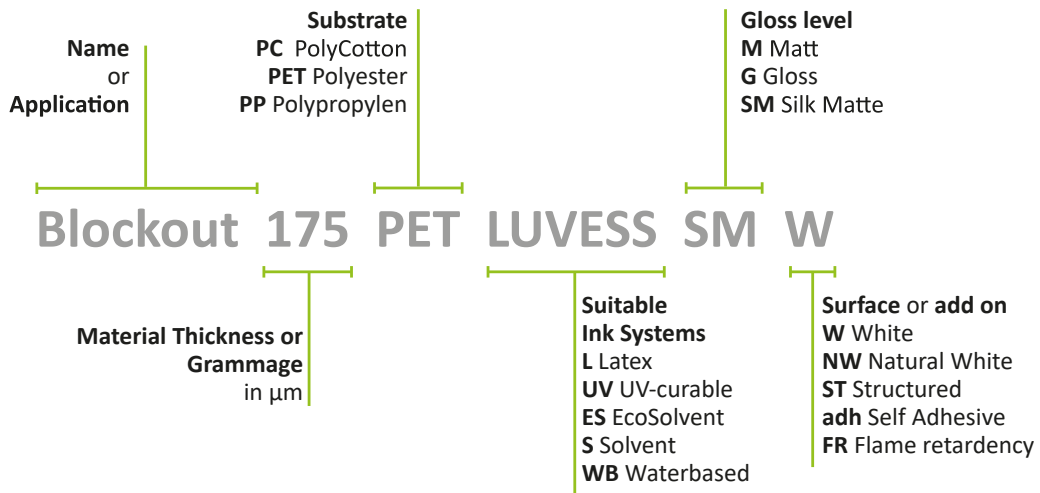 Name
or
Application
Substrate
PC PolyCotton
PET Polyester
PP Polypropylen
Gloss level
M Matt
G Gloss
SM Silk Matte
Blockout 175 PET LUVESS SM W
Material Thickness or
Grammage
in μm
Suitable
Ink Systems
L Latex
UV UV-curable
ES EcoSolvent
S Solvent
WB Waterbased
Surface or add on
W White
NW Natural White
ST Structured
adh Self Adhesive
FR Flame retardency